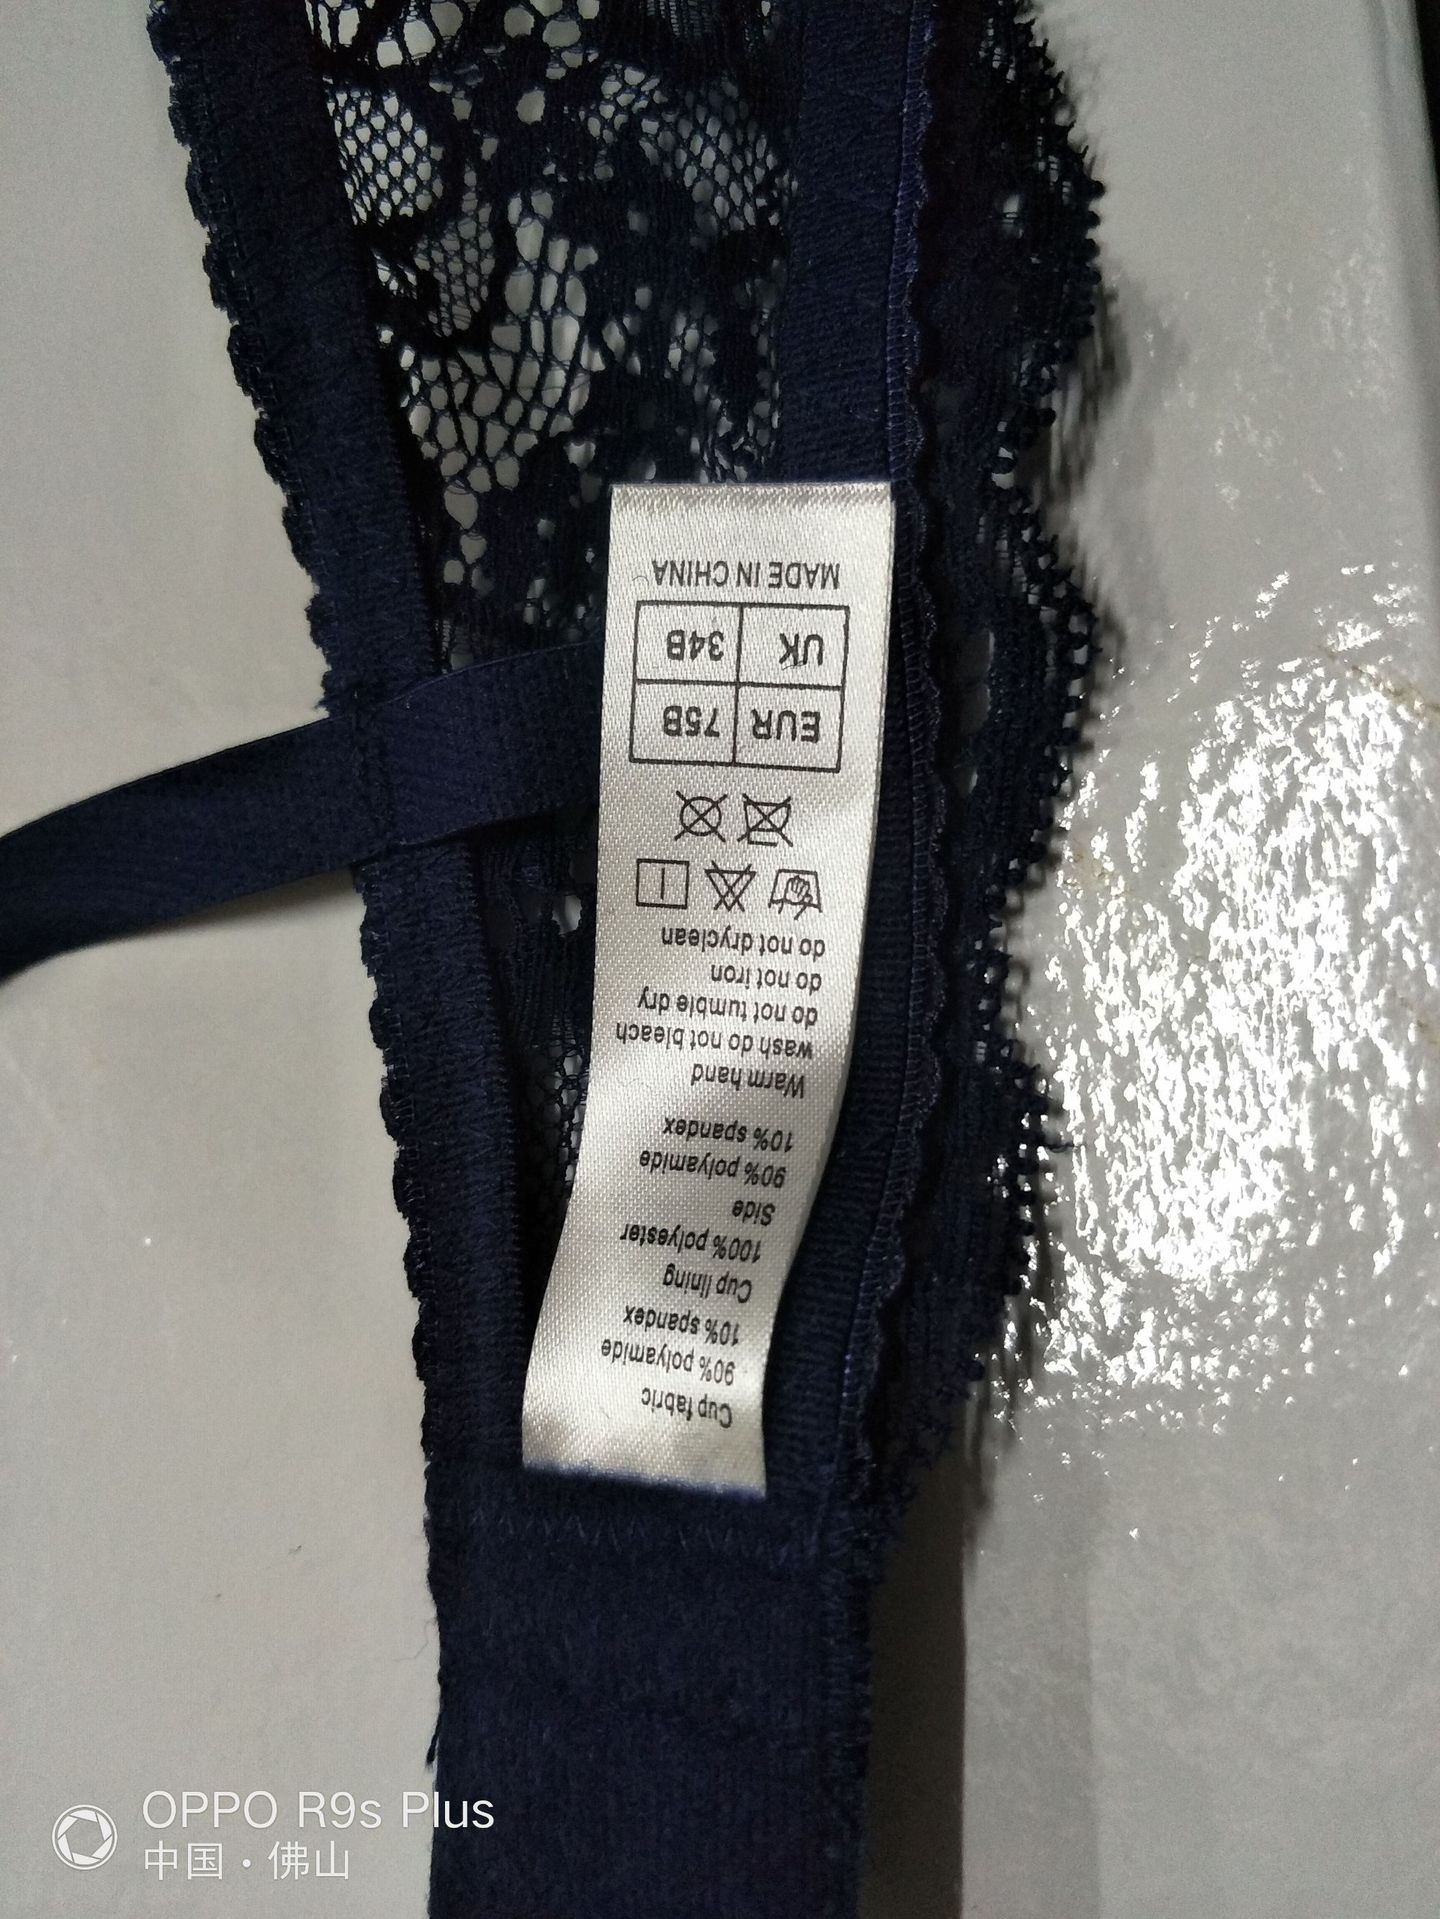 Cup fabric
90% polyamide
10% spandex
Cup lining
100% polyester
Side
90% polyamide
10% spandex
Warm hand
wash do not bleach
do not tumble dry
do not iron
do not dryclean
EUR 75B
UK 34B
MADE IN CHINA
OPPO R9s Plus
中国·佛山